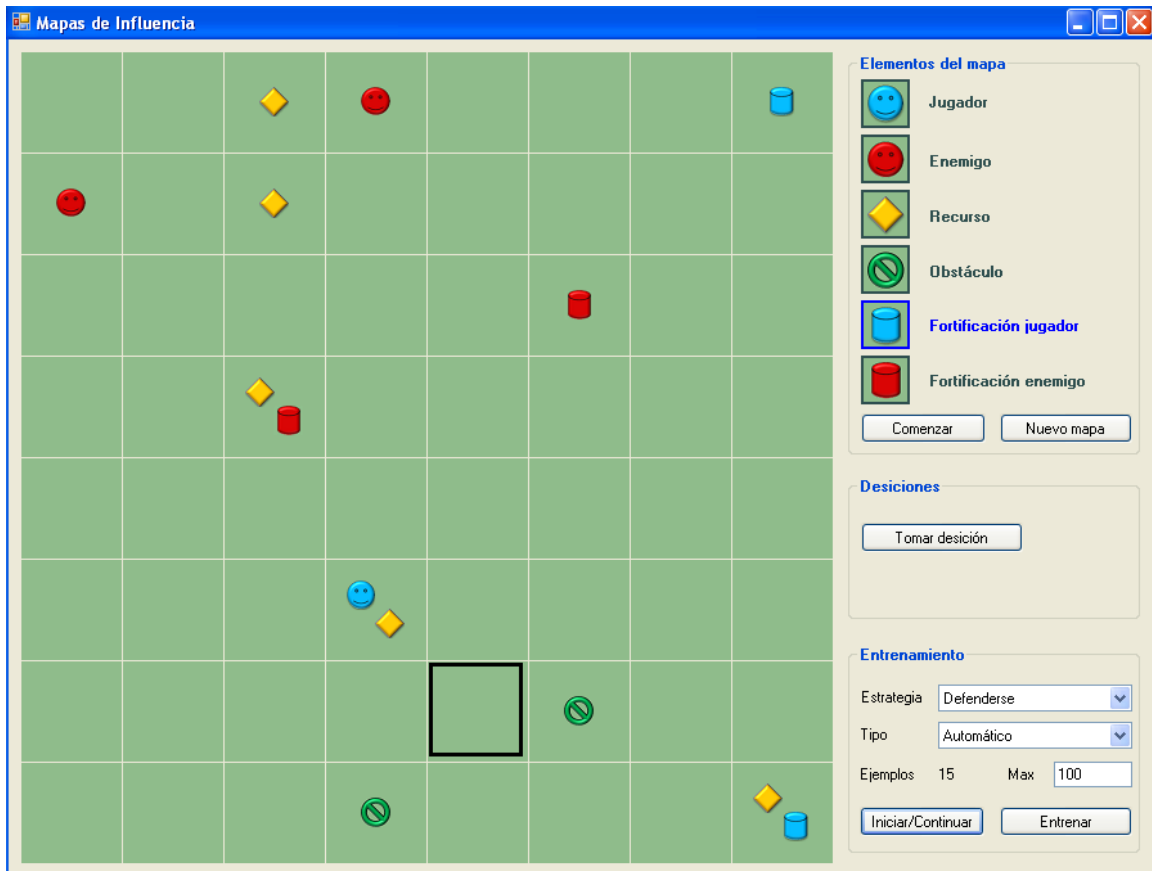 Mapas de Influencia
Elementos del mapa
Jugador
Enemigo
Recurso
Obstáculo
Fortificación jugador
Fortificación enemigo
Comenzar Nuevo mapa
Desiciones
Tomar desición
Entrenamiento
Estrategia Defenderse
Tipo Automático
Ejemplos 15 Max 100
Iniciar/Continuar Entrenar